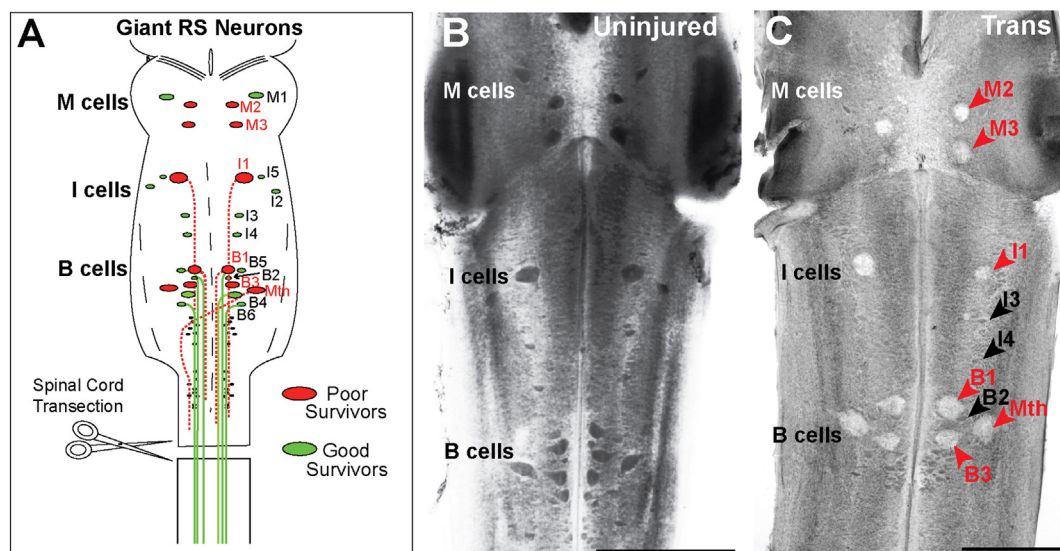 A
Giant RS Neurons
M cells
M1
M2
M3
I1
I5
I cells
I2
I3
I4
B1
B cells
B5
B2
B3
Mtn
B4
B6
Spinal Cord
Transection
Poor
Survivors
Good
Survivors
B
Uninjured
M cells
I cells
B cells
C
Trans
M cells
M2
M3
I cells
I1
I3
I4
B1
B2
Mth
B cells
B3